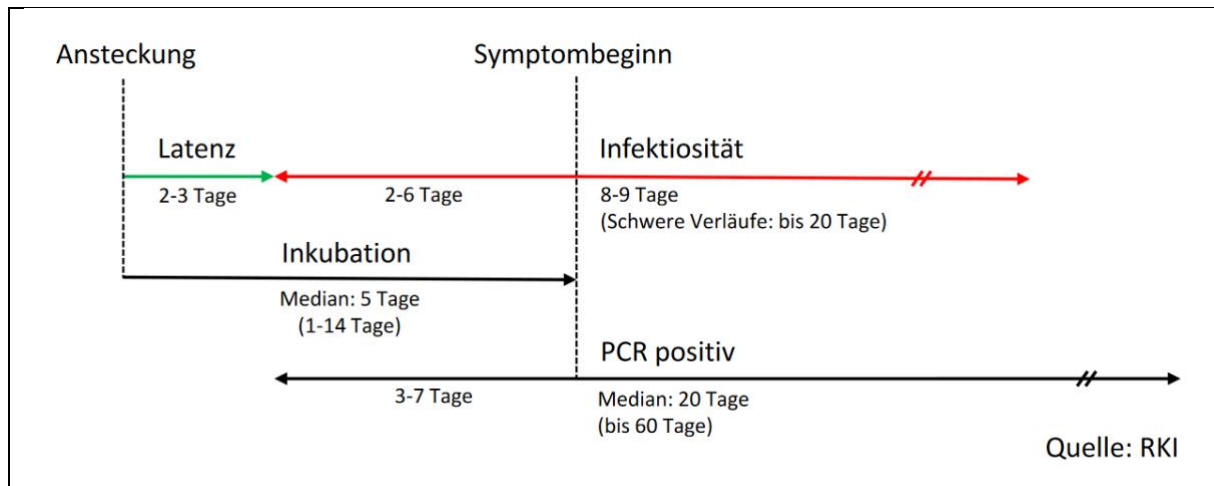 Ansteckung
Symptombeginn
Latenz
Infektiosität
2-3 Tage
2-6 Tage
8-9 Tage
(Schwere Verläufe: bis 20 Tage)
Inkubation
Median: 5 Tage
(1-14 Tage)
PCR positiv
3-7 Tage
Median: 20 Tage
(bis 60 Tage)
Quelle: RKI